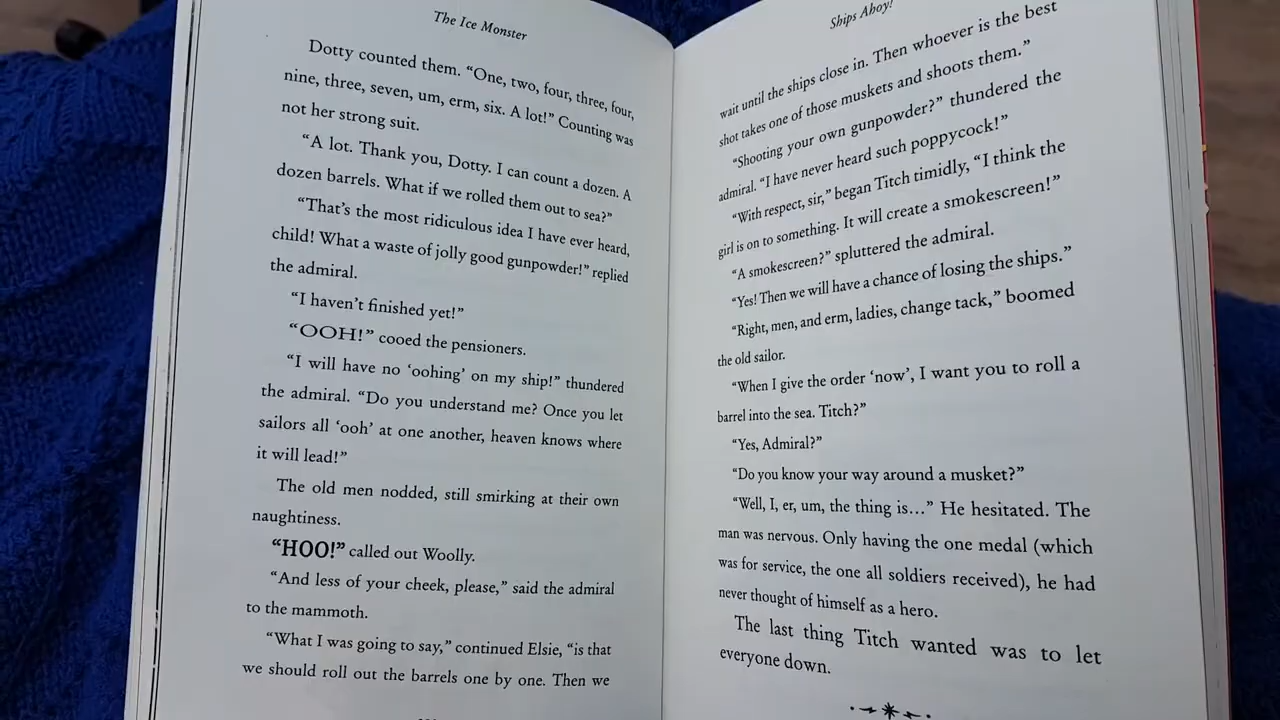 The Ice Monster
Dotty counted them. “One, two, four, three, four,
nine, three, seven, um, erm, six. A lot!” Counting was
not her strong suit.
“A lot. Thank you, Dotty. I can count a dozen. A
dozen barrels. What if we rolled them out to sea?”
“That’s the most ridiculous idea I have ever heard,
child! What a waste of jolly good gunpowder!” replied
the admiral.
“I haven’t finished yet!”
“OOH!” cooed the pensioners.
“I will have no ‘oohing’ on my ship!” thundered
the admiral. “Do you understand me? Once you let
sailors all ‘ooh’ at one another, heaven knows where
it will lead!”
The old men nodded, still smirking at their own
naughtiness.
“HOO!” called out Woolly.
“And less of your cheek, please,” said the admiral
to the mammoth.
“What I was going to say,” continued Elsie, “is that
we should roll out the barrels one by one. Then we
Ships Ahoy!
wait until the ships close in. Then whoever is the best
shot takes one of those muskets and shoots them.”
“Shooting your own gunpowder?” thundered the
admiral. “I have never heard such poppycock!”
“With respect, sir,” began Titch timidly, “I think the
girl is on to something. It will create a smokescreen!”
“A smokescreen?” spluttered the admiral.
“Yes! Then we will have a chance of losing the ships.”
“Right, men, and erm, ladies, change tack,” boomed
the old sailor.
“When I give the order ‘now’, I want you to roll a
barrel into the sea. Titch?”
“Yes, Admiral?”
“Do you know your way around a musket?”
“Well, I, er, um, the thing is…” He hesitated. The
man was nervous. Only having the one medal (which
was for service, the one all soldiers received), he had
never thought of himself as a hero.
The last thing Titch wanted was to let
everyone down.